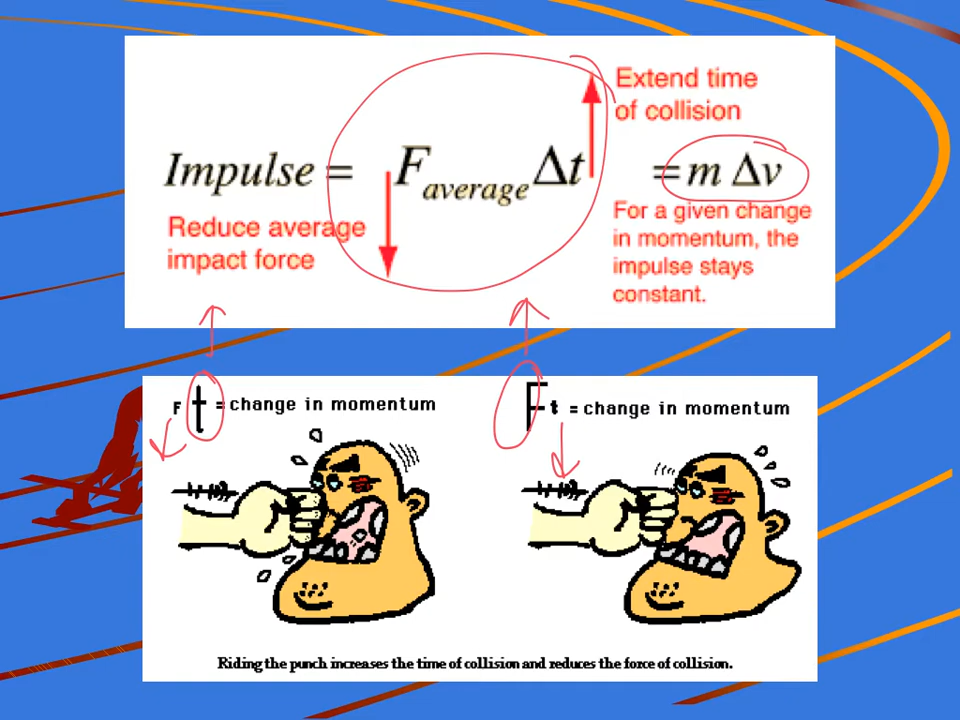 Extend time
of collision
Impulse = F average Δt = m Δv
Reduce average
impact force
For a given change
in momentum, the
impulse stays
constant.
F t = change in momentum
F t = change in momentum
Riding the punch increases the time of collision and reduces the force of collision.